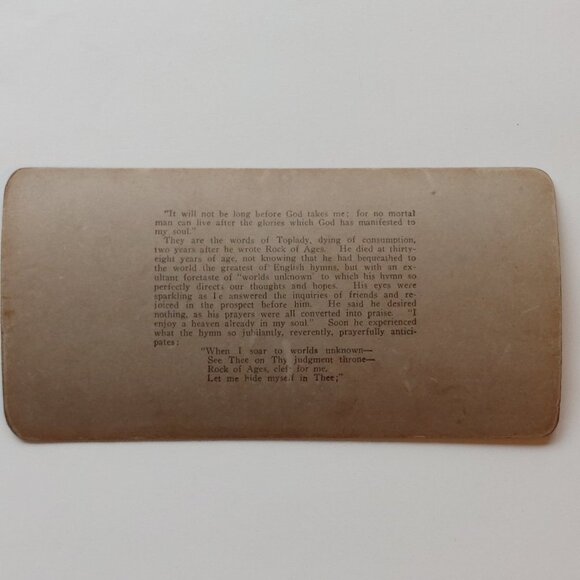 "It will not be long before God takes me; for no mortal
man can live after the glories which God has manifested to
my soul."
They are the words of Toplady, dying of consumption,
two years after he wrote Rock of Ages. He died at thirty-
eight years of age, not knowing that he had bequeathed to
the world the greatest of English hymns, but with an ex-
ultant foretaste of "worlds unknown" to which his hymn so
perfectly directs our thoughts and hopes. His eyes were
sparkling as he answered the inquiries of friends and re-
joiced in the prospect before him. He said he desired
nothing, as his prayers were all converted into praise. "I
enjoy a heaven already in my soul." Soon he experienced
what the hymn so jubilantly, reverently, prayerfully antici-
pates:
"When I soar to worlds unknown—
See Thee on Thy judgment throne—
Rock of Ages, cleft for me,
Let me hide myself in Thee;"